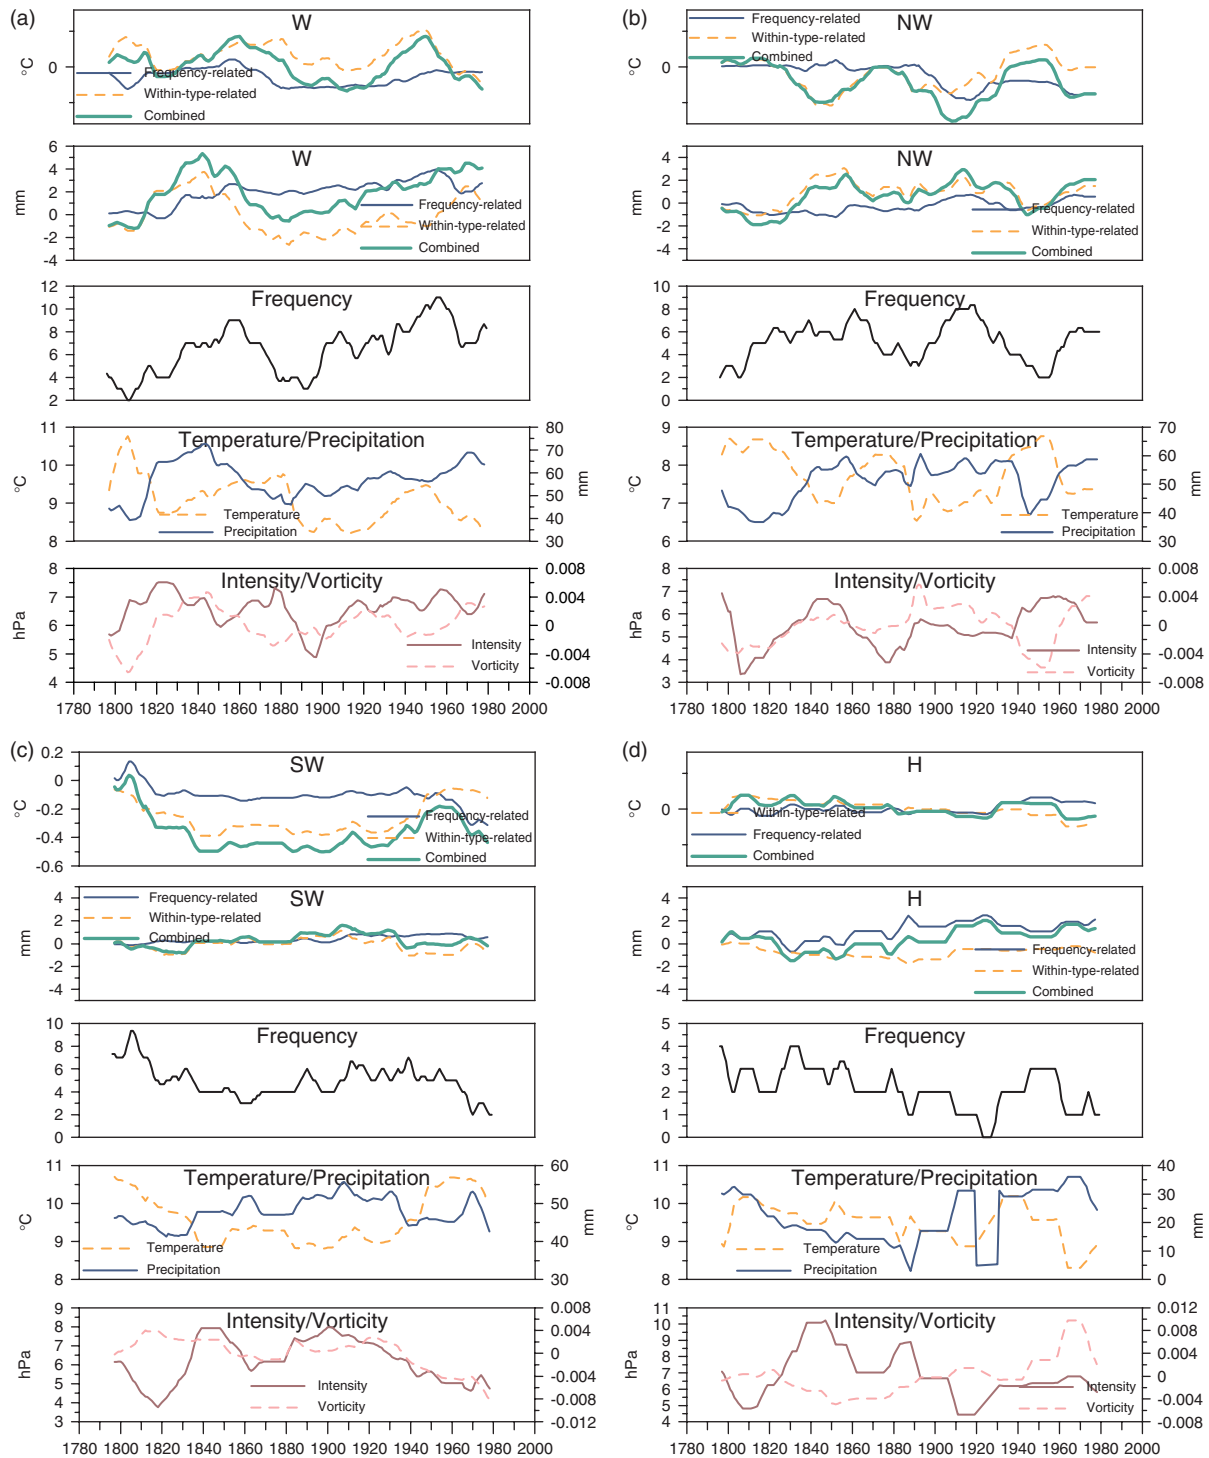 (a)
W
°C
0
Frequency-related
Within-type-related
Combined
W
mm
6
4
2
0
-2
-4
Frequency-related
Within-type-related
Combined
Frequency
12
10
8
6
4
2
Temperature/Precipitation
°C
11
10
9
8
80
70
60
50
40
30
mm
Temperature
Precipitation
Intensity/Vorticity
hPa
8
7
6
5
4
0.008
0.004
0
-0.004
-0.008
Intensity
Vorticity
1780 1800 1820 1840 1860 1880 1900 1920 1940 1960 1980 2000
(b)
NW
°C
0
Frequency-related
Within-type-related
Combined
NW
mm
4
2
0
-2
-4
Frequency-related
Within-type-related
Combined
Frequency
10
8
6
4
2
0
Temperature/Precipitation
°C
9
8
7
6
70
60
50
40
30
mm
Temperature
Precipitation
Intensity/Vorticity
hPa
8
7
6
5
4
3
0.008
0.004
0
-0.004
-0.008
Intensity
Vorticity
1780 1800 1820 1840 1860 1880 1900 1920 1940 1960 1980 2000
(c)
SW
°C
0.2
0
-0.2
-0.4
-0.6
Frequency-related
Within-type-related
Combined
SW
mm
4
2
0
-2
-4
Frequency-related
Within-type-related
Combined
Frequency
10
8
6
4
2
0
Temperature/Precipitation
°C
11
10
9
8
60
50
40
30
mm
Temperature
Precipitation
Intensity/Vorticity
hPa
9
8
7
6
5
4
3
0.008
0.004
0
-0.004
-0.008
-0.012
Intensity
Vorticity
1780 1800 1820 1840 1860 1880 1900 1920 1940 1960 1980 2000
(d)
H
°C
0
Within-type-related
Frequency-related
Combined
H
mm
4
2
0
-2
-4
Frequency-related
Within-type-related
Combined
Frequency
5
4
3
2
1
0
Temperature/Precipitation
°C
11
10
9
8
40
30
20
10
0
mm
Temperature
Precipitation
Intensity/Vorticity
hPa
11
10
9
8
7
6
5
4
0.012
0.008
0.004
0
-0.004
-0.008
Intensity
Vorticity
1780 1800 1820 1840 1860 1880 1900 1920 1940 1960 1980 2000